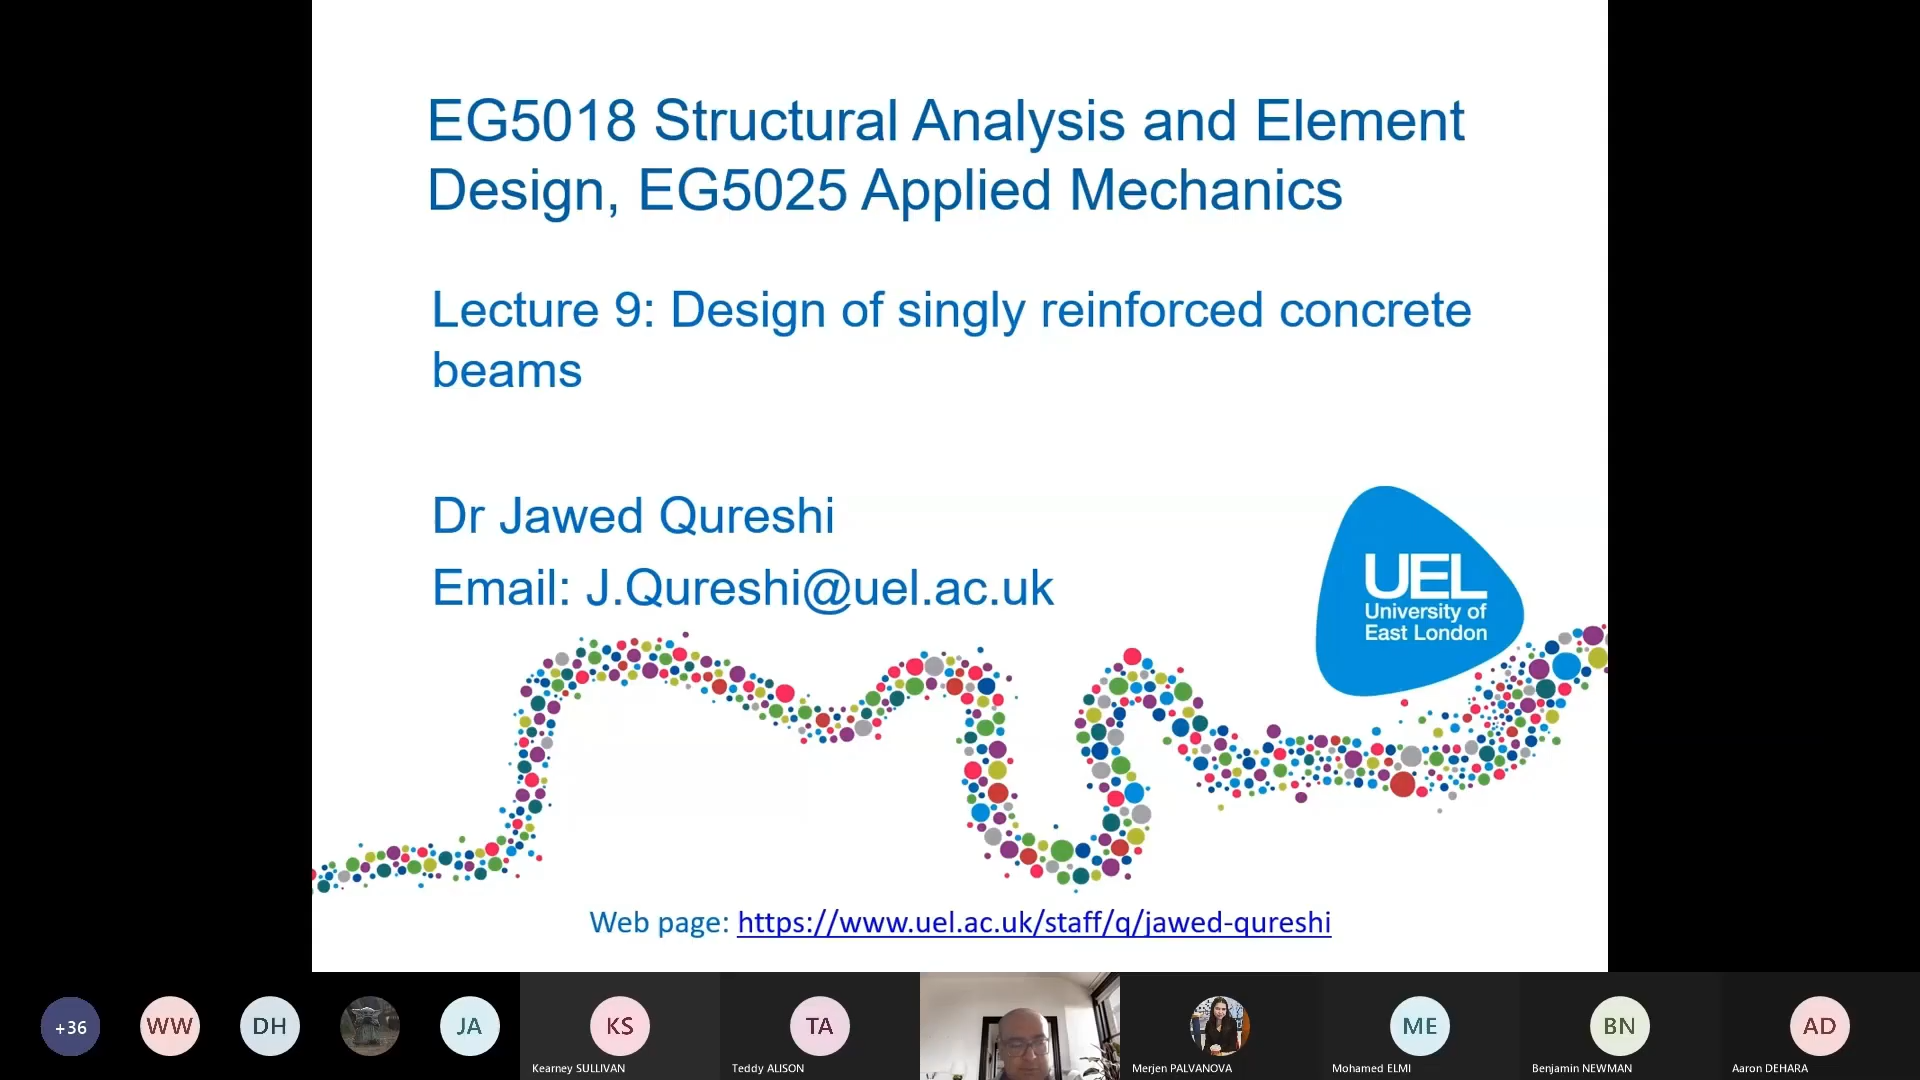 EG5018 Structural Analysis and Element
Design, EG5025 Applied Mechanics
Lecture 9: Design of singly reinforced concrete
beams
Dr Jawed Qureshi
Email: J.Qureshi@uel.ac.uk
UEL
University of
East London
Web page: https://www.uel.ac.uk/staff/q/jawed-qureshi
+36
WW
DH
JA
KS
Kearney SULLIVAN
TA
Teddy ALISON
Merjen PALVANOVA
ME
Mohamed ELMI
BN
Benjamin NEWMAN
AD
Aaron DEHARA